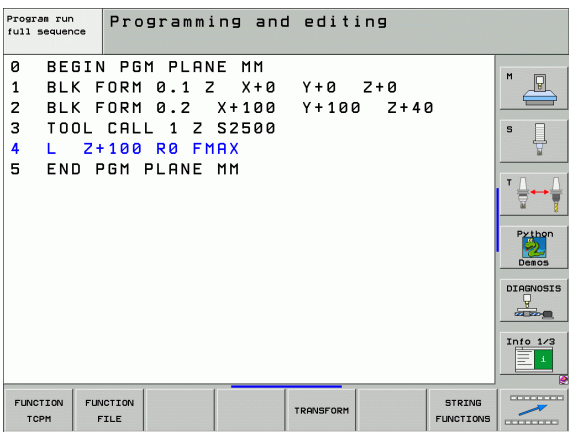 Program run
full sequence
Programming and editing
0 BEGIN PGM PLANE MM
1 BLK FORM 0.1 Z X+0 Y+0 Z+0
2 BLK FORM 0.2 X+100 Y+100 Z+40
3 TOOL CALL 1 Z S2500
4 L Z+100 R0 FMAX
5 END PGM PLANE MM
M
S
T
Python
Demos
DIAGNOSIS
Info 1/3
i
FUNCTION
TCPM
FUNCTION
FILE
TRANSFORM
STRING
FUNCTIONS